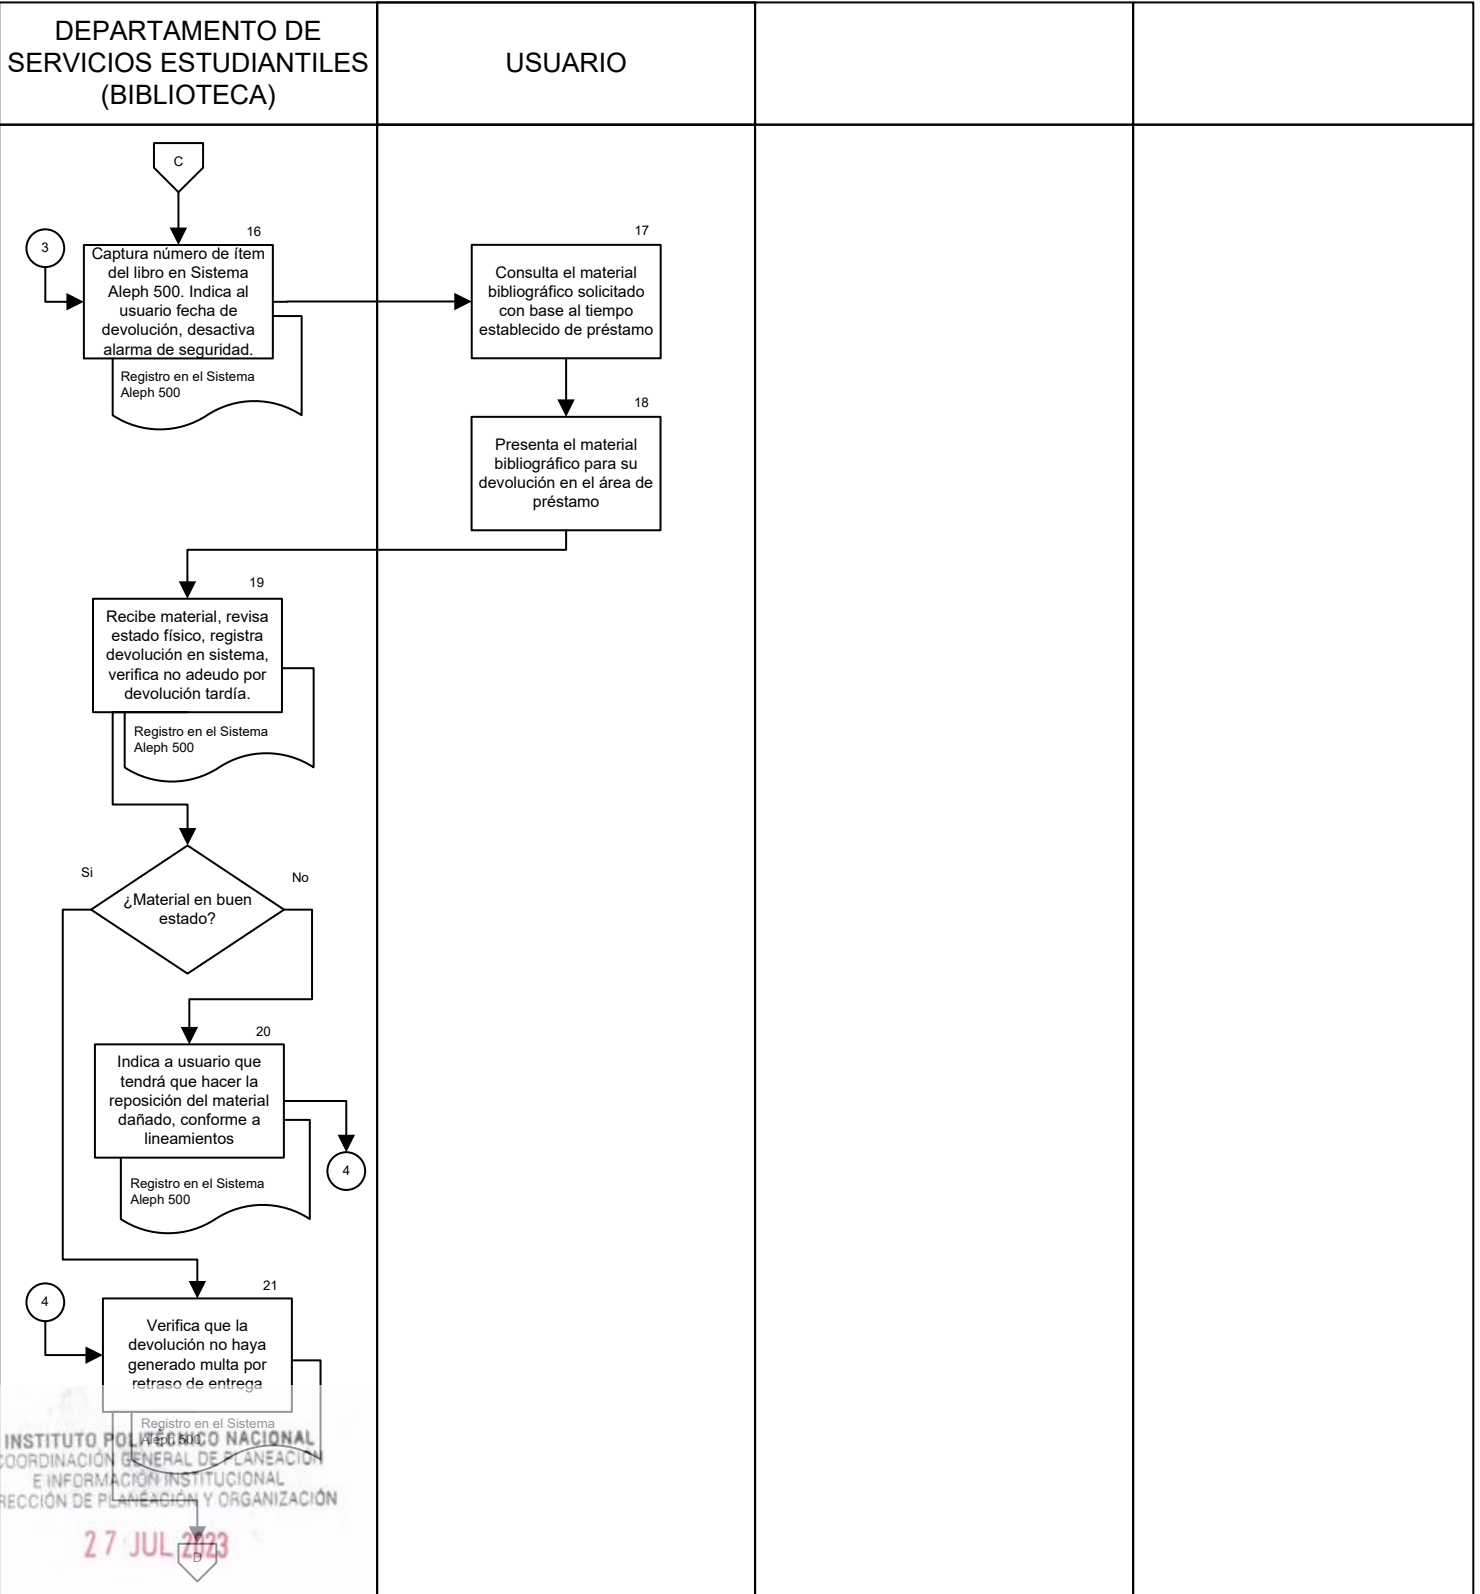 DEPARTAMENTO DE
SERVICIOS ESTUDIANTILES
(BIBLIOTECA)
USUARIO
C
3
16
Captura número de ítem
del libro en Sistema
Aleph 500. Indica al
usuario fecha de
devolución, desactiva
alarma de seguridad.
Registro en el Sistema
Aleph 500
17
Consulta el material
bibliográfico solicitado
con base al tiempo
establecido de préstamo
18
Presenta el material
bibliográfico para su
devolución en el área de
préstamo
19
Recibe material, revisa
estado físico, registra
devolución en sistema,
verifica no adeudo por
devolución tardía.
Registro en el Sistema
Aleph 500
Si
No
¿Material en buen
estado?
20
Indica a usuario que
tendrá que hacer la
reposición del material
dañado, conforme a
lineamientos
4
Registro en el Sistema
Aleph 500
4
21
Verifica que la
devolución no haya
generado multa por
retraso de entrega
Registro en el Sistema
Aleph 500
INSTITUTO POLITÉCNICO NACIONAL
COORDINACIÓN GENERAL DE PLANEACIÓN
E INFORMACIÓN INSTITUCIONAL
RECCIÓN DE PLANEACIÓN Y ORGANIZACIÓN
27 JUL 2023
D